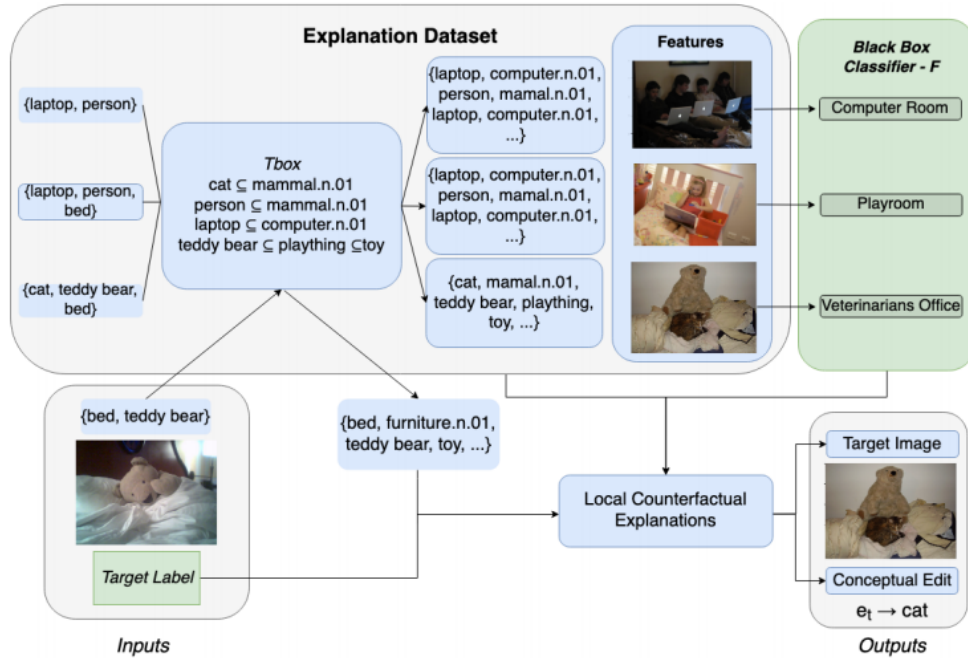 Explanation Dataset
{laptop, person}
{laptop, person,
bed}
{cat, teddy bear,
bed}
Tbox
cat ⊆ mammal.n.01
person ⊆ mammal.n.01
laptop ⊆ computer.n.01
teddy bear ⊆ plaything ⊆toy
{laptop, computer.n.01,
person, mamal.n.01,
laptop, computer.n.01,
...}
{laptop, computer.n.01,
person, mamal.n.01,
laptop, computer.n.01,
...}
{cat, mamal.n.01,
teddy bear, plaything,
toy, ...}
Features
Black Box
Classifier - F
Computer Room
Playroom
Veterinarians Office
{bed, teddy bear}
Target Label
Inputs
{bed, furniture.n.01,
teddy bear, toy, ...}
Local Counterfactual
Explanations
Target Image
Conceptual Edit
eₜ → cat
Outputs